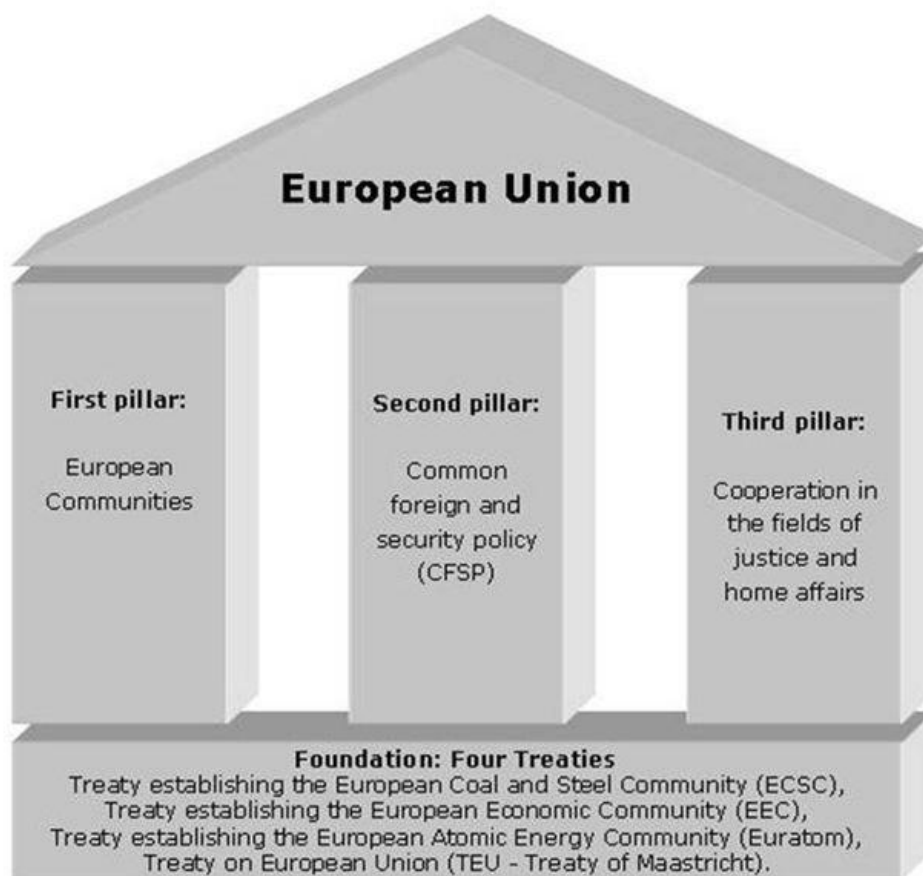 European Union
First pillar:
European
Communities
Second pillar:
Common
foreign and
security policy
(CFSP)
Third pillar:
Cooperation in
the fields of
justice and
home affairs
Foundation: Four Treaties
Treaty establishing the European Coal and Steel Community (ECSC),
Treaty establishing the European Economic Community (EEC),
Treaty establishing the European Atomic Energy Community (Euratom),
Treaty on European Union (TEU - Treaty of Maastricht).